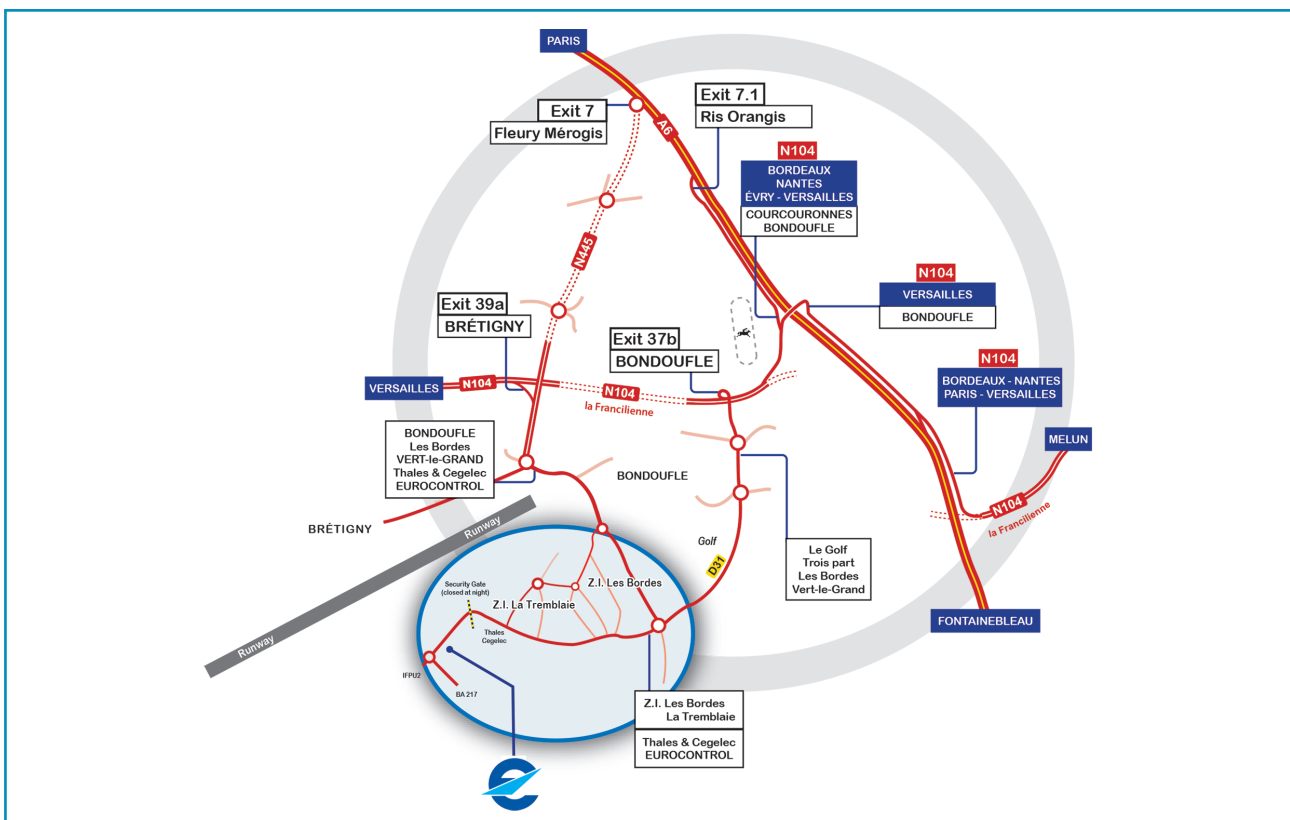 PARIS
Exit 7
Fleury Mérogis
Exit 7.1
Ris Orangis
A6
N104
BORDEAUX
NANTES
ÉVRY - VERSAILLES
COURCOURONNES
BONDOUFLE
N445
N104
VERSAILLES
BONDOUFLE
Exit 39a
BRÉTIGNY
Exit 37b
BONDOUFLE
N104
BORDEAUX - NANTES
PARIS - VERSAILLES
VERSAILLES
N104
N104
la Francilienne
MELUN
BONDOUFLE
Les Bordes
VERT-le-GRAND
Thales & Cegelec
EUROCONTROL
BONDOUFLE
N104
la Francilienne
BRÉTIGNY
Runway
Golf
D31
Le Golf
Trois part
Les Bordes
Vert-le-Grand
Security Gate
(closed at night)
Z.I. Les Bordes
Z.I. La Tremblaie
Thales
Cegelec
FONTAINEBLEAU
Runway
IFPU2
BA 217
Z.I. Les Bordes
La Tremblaie
Thales & Cegelec
EUROCONTROL